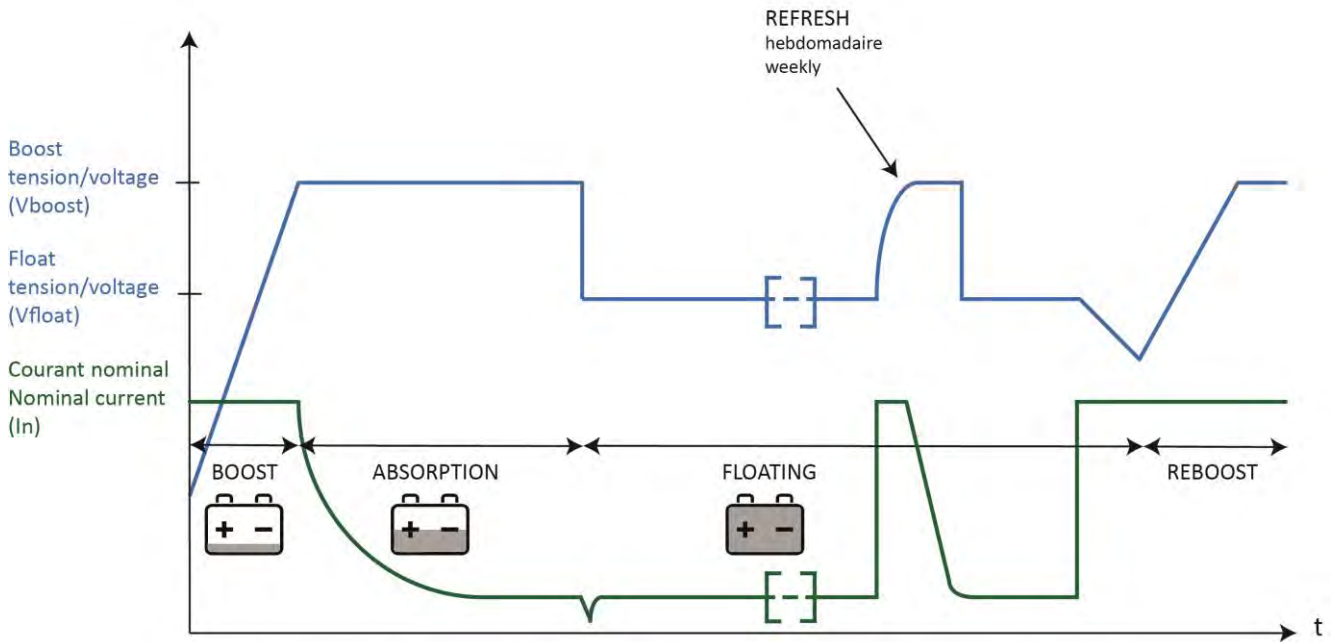 REFRESH
hebdomadaire
weekly
Boost
tension/voltage
(Vboost)
Float
tension/voltage
(Vfloat)
Courant nominal
Nominal current
(In)
BOOST
ABSORPTION
FLOATING
REBOOST
+ −
+ −
+ −
t